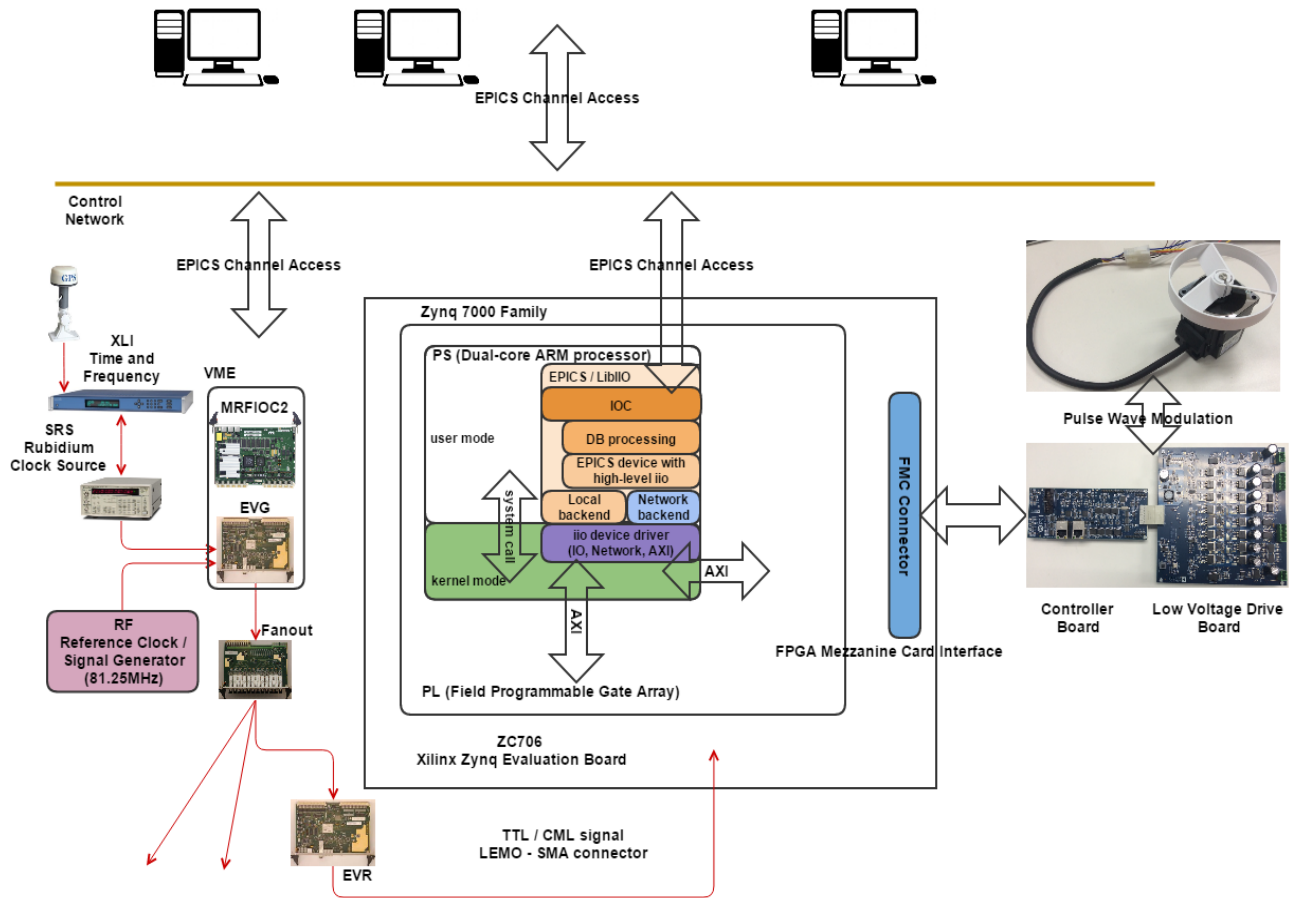 EPICS Channel Access
Control
Network
EPICS Channel Access
EPICS Channel Access
GPS
XLI
Time and
Frequency
SRS
Rubidium
Clock Source
VME
MRFIOC2
EVG
RF
Reference Clock /
Signal Generator
(81.25MHz)
Fanout
EVR
Zynq 7000 Family
PS (Dual-core ARM processor)
EPICS / LibIIO
IOC
user mode
DB processing
EPICS device with
high-level iio
system call
Local
backend
Network
backend
iio device driver
(IO, Network, AXI)
kernel mode
AXI
AXI
PL (Field Programmable Gate Array)
ZC706
Xilinx Zynq Evaluation Board
FMC Connector
FPGA Mezzanine Card Interface
Pulse Wave Modulation
Controller
Board
Low Voltage Drive
Board
TTL / CML signal
LEMO - SMA connector